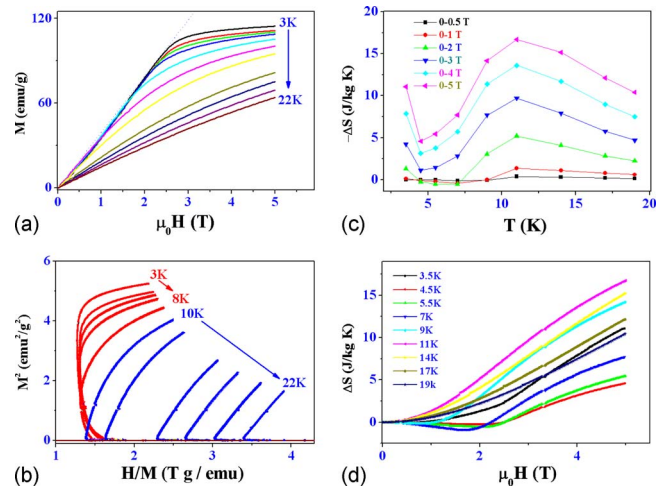 120
80
40
0
M (emu/g)
3K
22K
0 1 2 3 4 5
μ₀H (T)
(a)
20
15
10
5
0
−ΔS (J/kg K)
0-0.5 T
0-1 T
0-2 T
0-3 T
0-4 T
0-5 T
5 10 15 20
T (K)
(c)
6
4
2
0
M² (emu²/g²)
3K
8K
10K
22K
1 2 3 4
H/M (T g / emu)
(b)
15
10
5
0
ΔS (J/kg K)
3.5K
4.5K
5.5K
7K
9K
11K
14K
17K
19k
0 2 4
μ₀H (T)
(d)